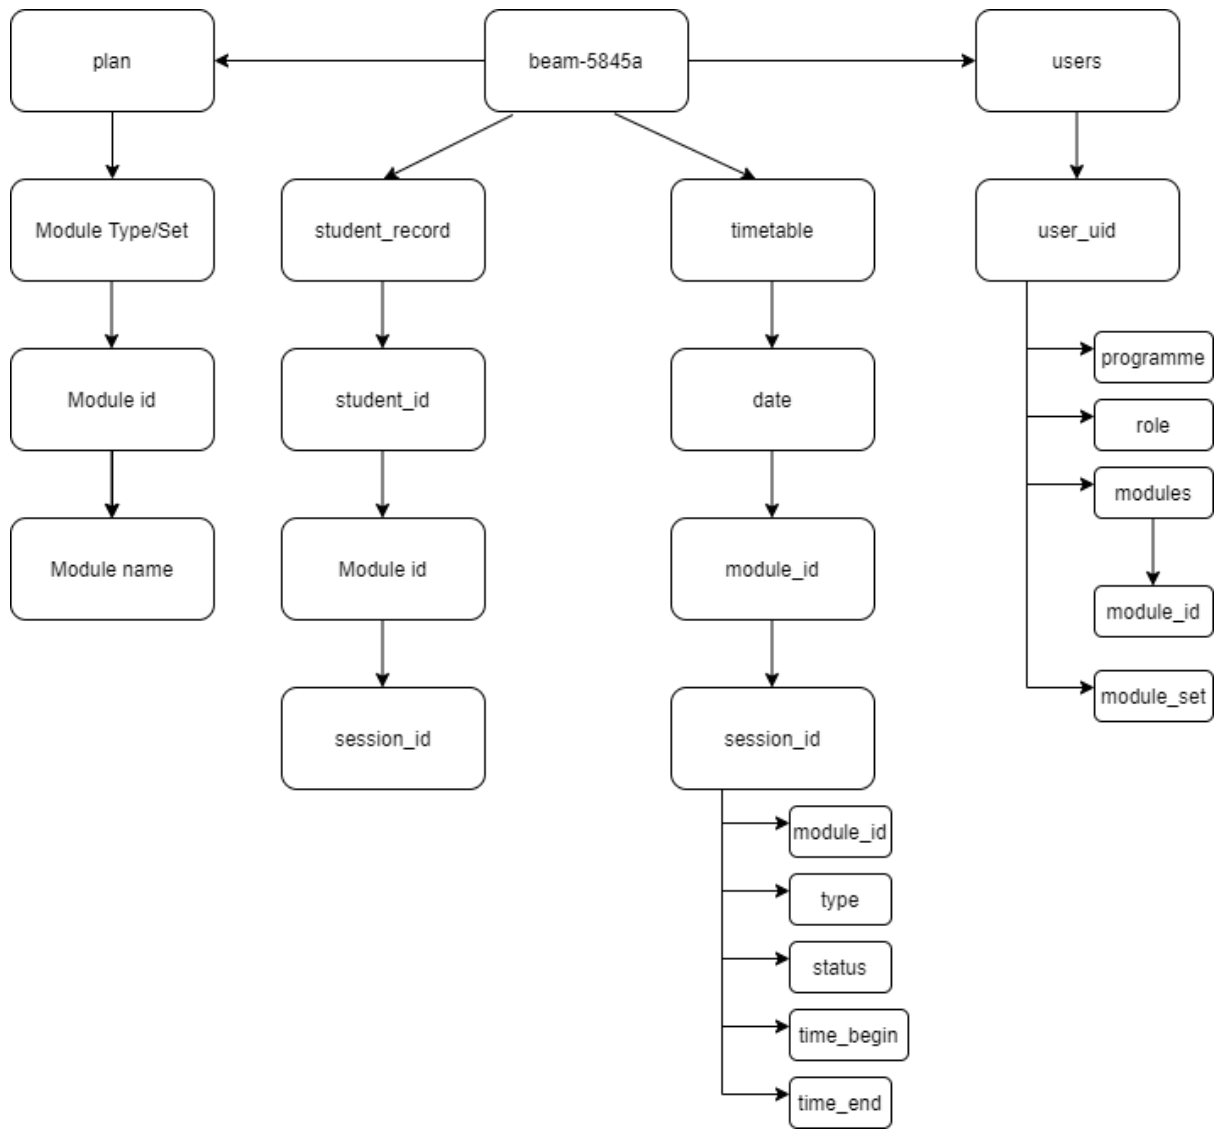 plan
beam-5845a
users
Module Type/Set
student_record
timetable
user_uid
programme
Module id
student_id
date
role
modules
Module name
Module id
module_id
module_id
module_set
session_id
session_id
module_id
type
status
time_begin
time_end